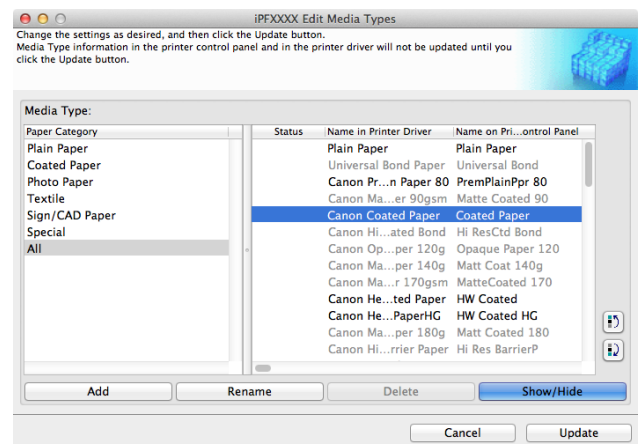 iPFXXXX Edit Media Types
Change the settings as desired, and then click the Update button.
Media Type information in the printer control panel and in the printer driver will not be updated until you
click the Update button.
Media Type:
Paper Category Status Name in Printer Driver Name on Pri...ontrol Panel
Plain Paper Plain Paper Plain Paper
Coated Paper Universal Bond Paper Universal Bond
Photo Paper Canon Pr...n Paper 80 PremPlainPpr 80
Textile Canon Ma...er 90gsm Matte Coated 90
Sign/CAD Paper Canon Coated Paper Coated Paper
Special Canon Hi...ated Bond Hi ResCtd Bond
All Canon Op...per 120g Opaque Paper 120
Canon Ma...per 140g Matt Coat 140g
Canon Ma...r 170gsm MatteCoated 170
Canon He...ted Paper HW Coated
Canon He...PaperHG HW Coated HG
Canon Ma...per 180g Matt Coated 180
Canon Hi...rrier Paper Hi Res BarrierP
Add Rename Delete Show/Hide
Cancel Update